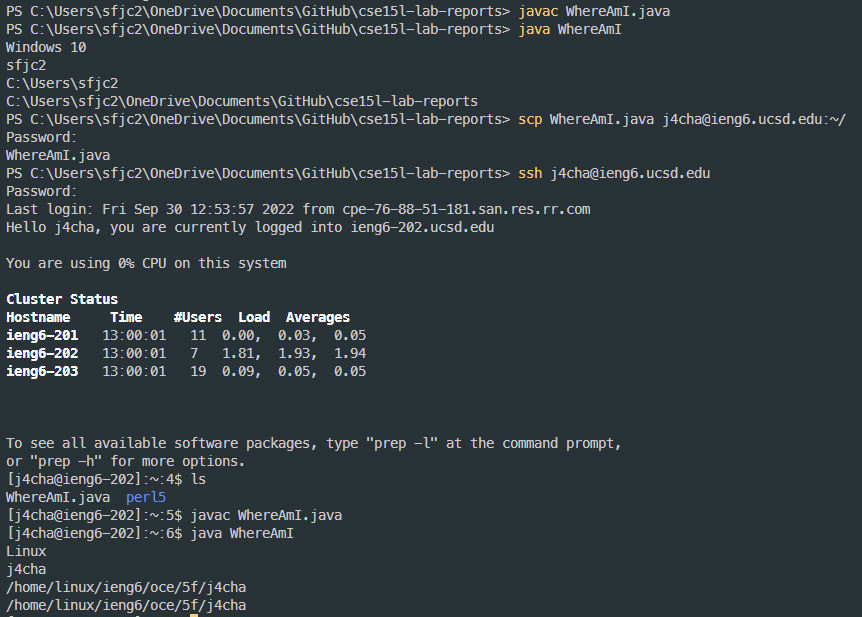 PS C:\Users\sfjc2\OneDrive\Documents\GitHub\cse15l-lab-reports> javac WhereAmI.java
PS C:\Users\sfjc2\OneDrive\Documents\GitHub\cse15l-lab-reports> java WhereAmI
Windows 10
sfjc2
C:\Users\sfjc2
C:\Users\sfjc2\OneDrive\Documents\GitHub\cse15l-lab-reports
PS C:\Users\sfjc2\OneDrive\Documents\GitHub\cse15l-lab-reports> scp WhereAmI.java j4cha@ieng6.ucsd.edu:~/
Password:
WhereAmI.java
PS C:\Users\sfjc2\OneDrive\Documents\GitHub\cse15l-lab-reports> ssh j4cha@ieng6.ucsd.edu
Password:
Last login: Fri Sep 30 12:53:57 2022 from cpe-76-88-51-181.san.res.rr.com
Hello j4cha, you are currently logged into ieng6-202.ucsd.edu
You are using 0% CPU on this system
Cluster Status
Hostname Time #Users Load Averages
ieng6-201 13:00:01 11 0.00, 0.03, 0.05
ieng6-202 13:00:01 7 1.81, 1.93, 1.94
ieng6-203 13:00:01 19 0.09, 0.05, 0.05
To see all available software packages, type "prep -l" at the command prompt,
or "prep -h" for more options.
[j4cha@ieng6-202]:~:4$ ls
WhereAmI.java perl5
[j4cha@ieng6-202]:~:5$ javac WhereAmI.java
[j4cha@ieng6-202]:~:6$ java WhereAmI
Linux
j4cha
/home/linux/ieng6/oce/5f/j4cha
/home/linux/ieng6/oce/5f/j4cha